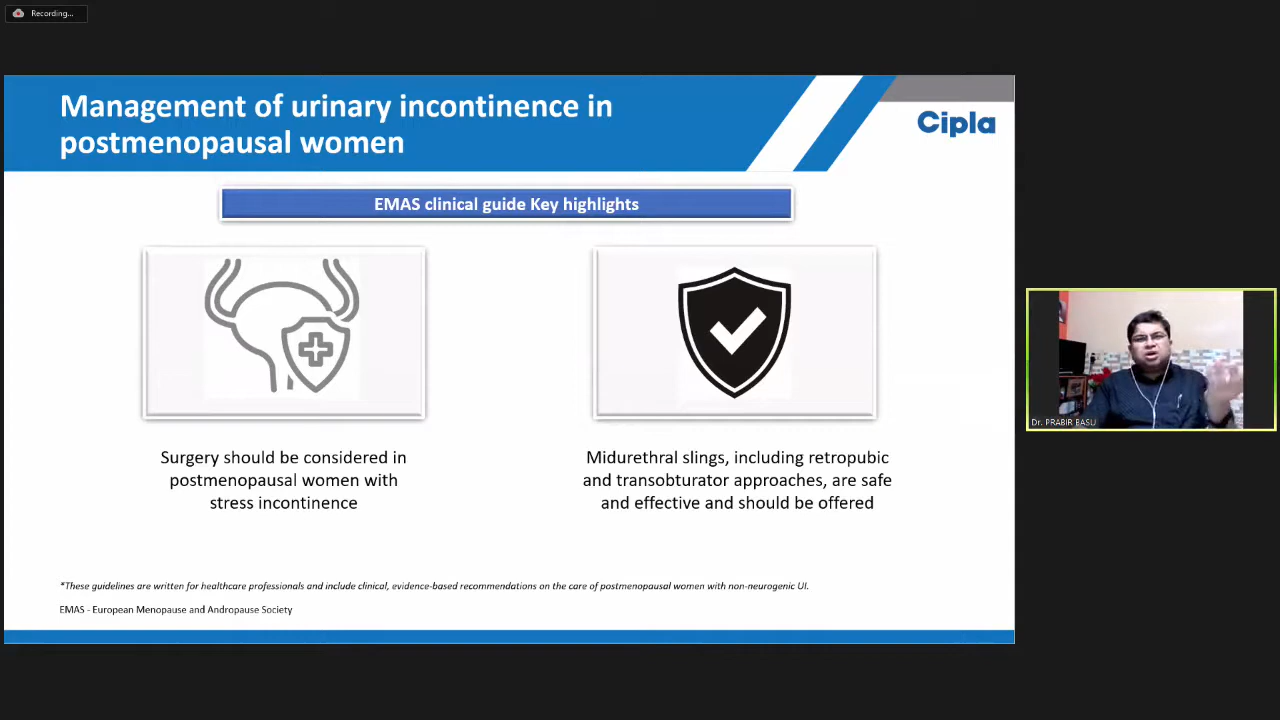 Recording...
Management of urinary incontinence in
postmenopausal women
Cipla
EMAS clinical guide Key highlights
Surgery should be considered in
postmenopausal women with
stress incontinence
Midurethral slings, including retropubic
and transobturator approaches, are safe
and effective and should be offered
*These guidelines are written for healthcare professionals and include clinical, evidence-based recommendations on the care of postmenopausal women with non-neurogenic UI.
EMAS - European Menopause and Andropause Society
Dr. PRABIR BASU